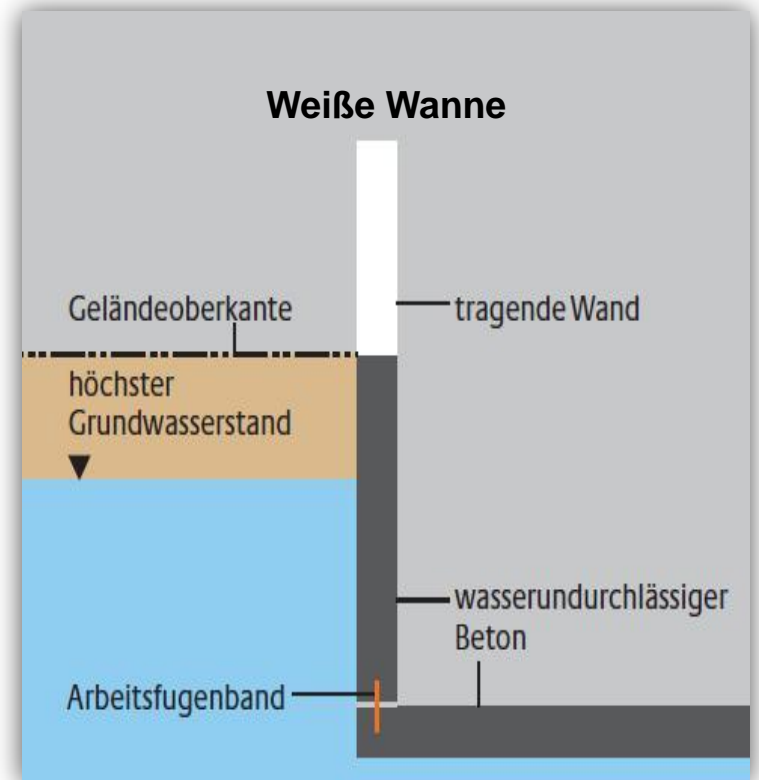 Weiße Wanne
Geländeoberkante
tragende Wand
höchster
Grundwasserstand
wasserundurchlässiger
Beton
Arbeitsfugenband